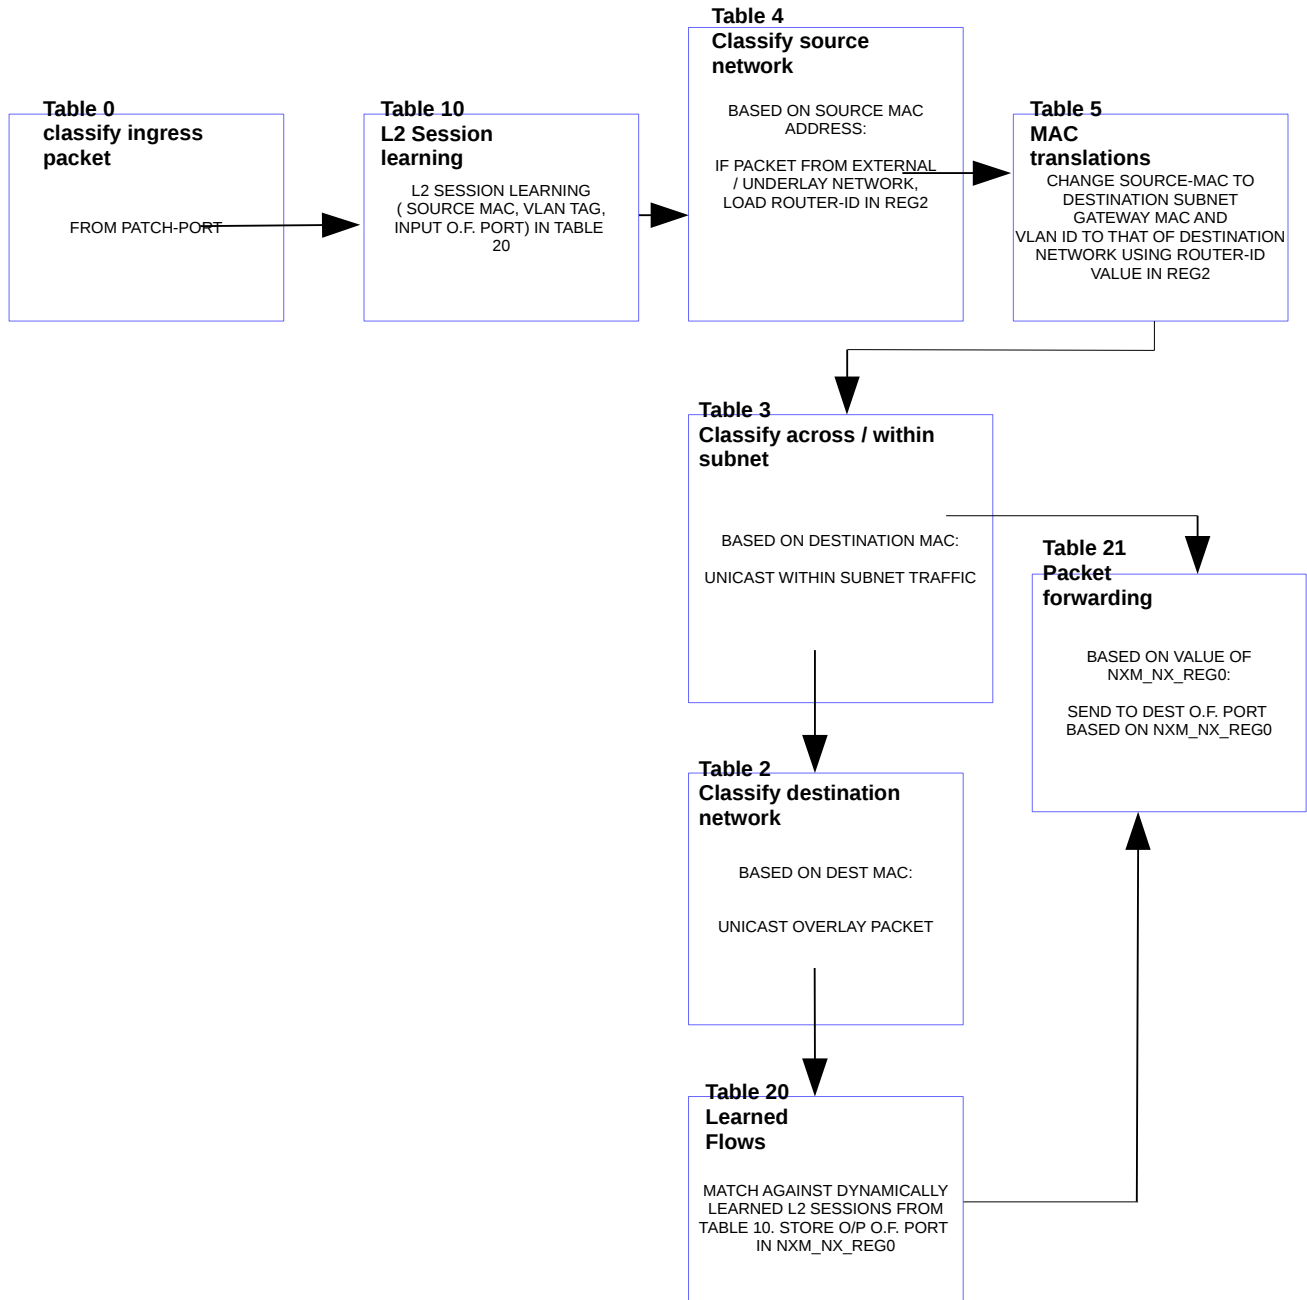 Table 0
classify ingress
packet
FROM PATCH-PORT
Table 10
L2 Session
learning
L2 SESSION LEARNING
( SOURCE MAC, VLAN TAG,
INPUT O.F. PORT) IN TABLE
20
Table 4
Classify source
network
BASED ON SOURCE MAC
ADDRESS:
IF PACKET FROM EXTERNAL
/ UNDERLAY NETWORK,
LOAD ROUTER-ID IN REG2
Table 5
MAC
translations
CHANGE SOURCE-MAC TO
DESTINATION SUBNET
GATEWAY MAC AND
VLAN ID TO THAT OF DESTINATION
NETWORK USING ROUTER-ID
VALUE IN REG2
Table 3
Classify across / within
subnet
BASED ON DESTINATION MAC:
UNICAST WITHIN SUBNET TRAFFIC
Table 21
Packet
forwarding
BASED ON VALUE OF
NXM_NX_REG0:
SEND TO DEST O.F. PORT
BASED ON NXM_NX_REG0
Table 2
Classify destination
network
BASED ON DEST MAC:
UNICAST OVERLAY PACKET
Table 20
Learned
Flows
MATCH AGAINST DYNAMICALLY
LEARNED L2 SESSIONS FROM
TABLE 10. STORE O/P O.F. PORT
IN NXM_NX_REG0